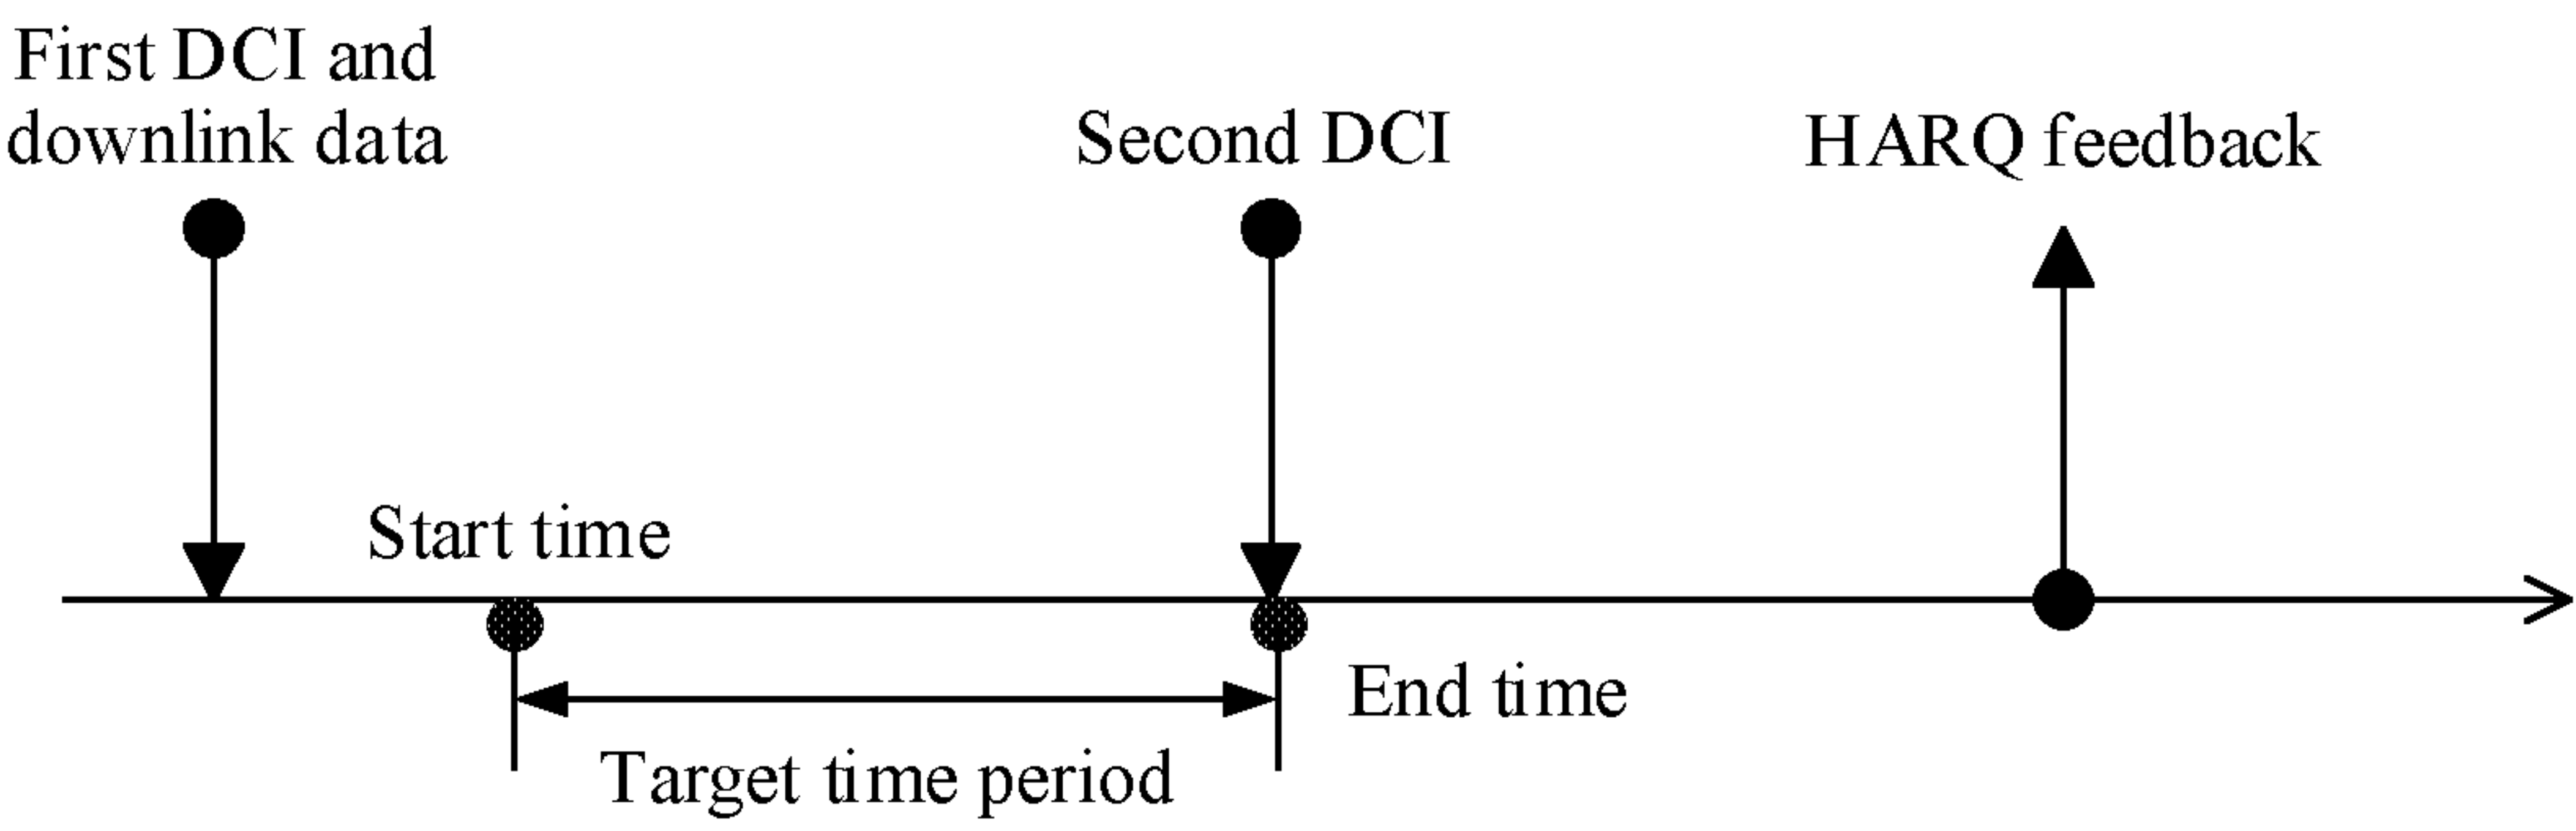 First DCI and
downlink data
Second DCI
HARQ feedback
Start time
End time
Target time period